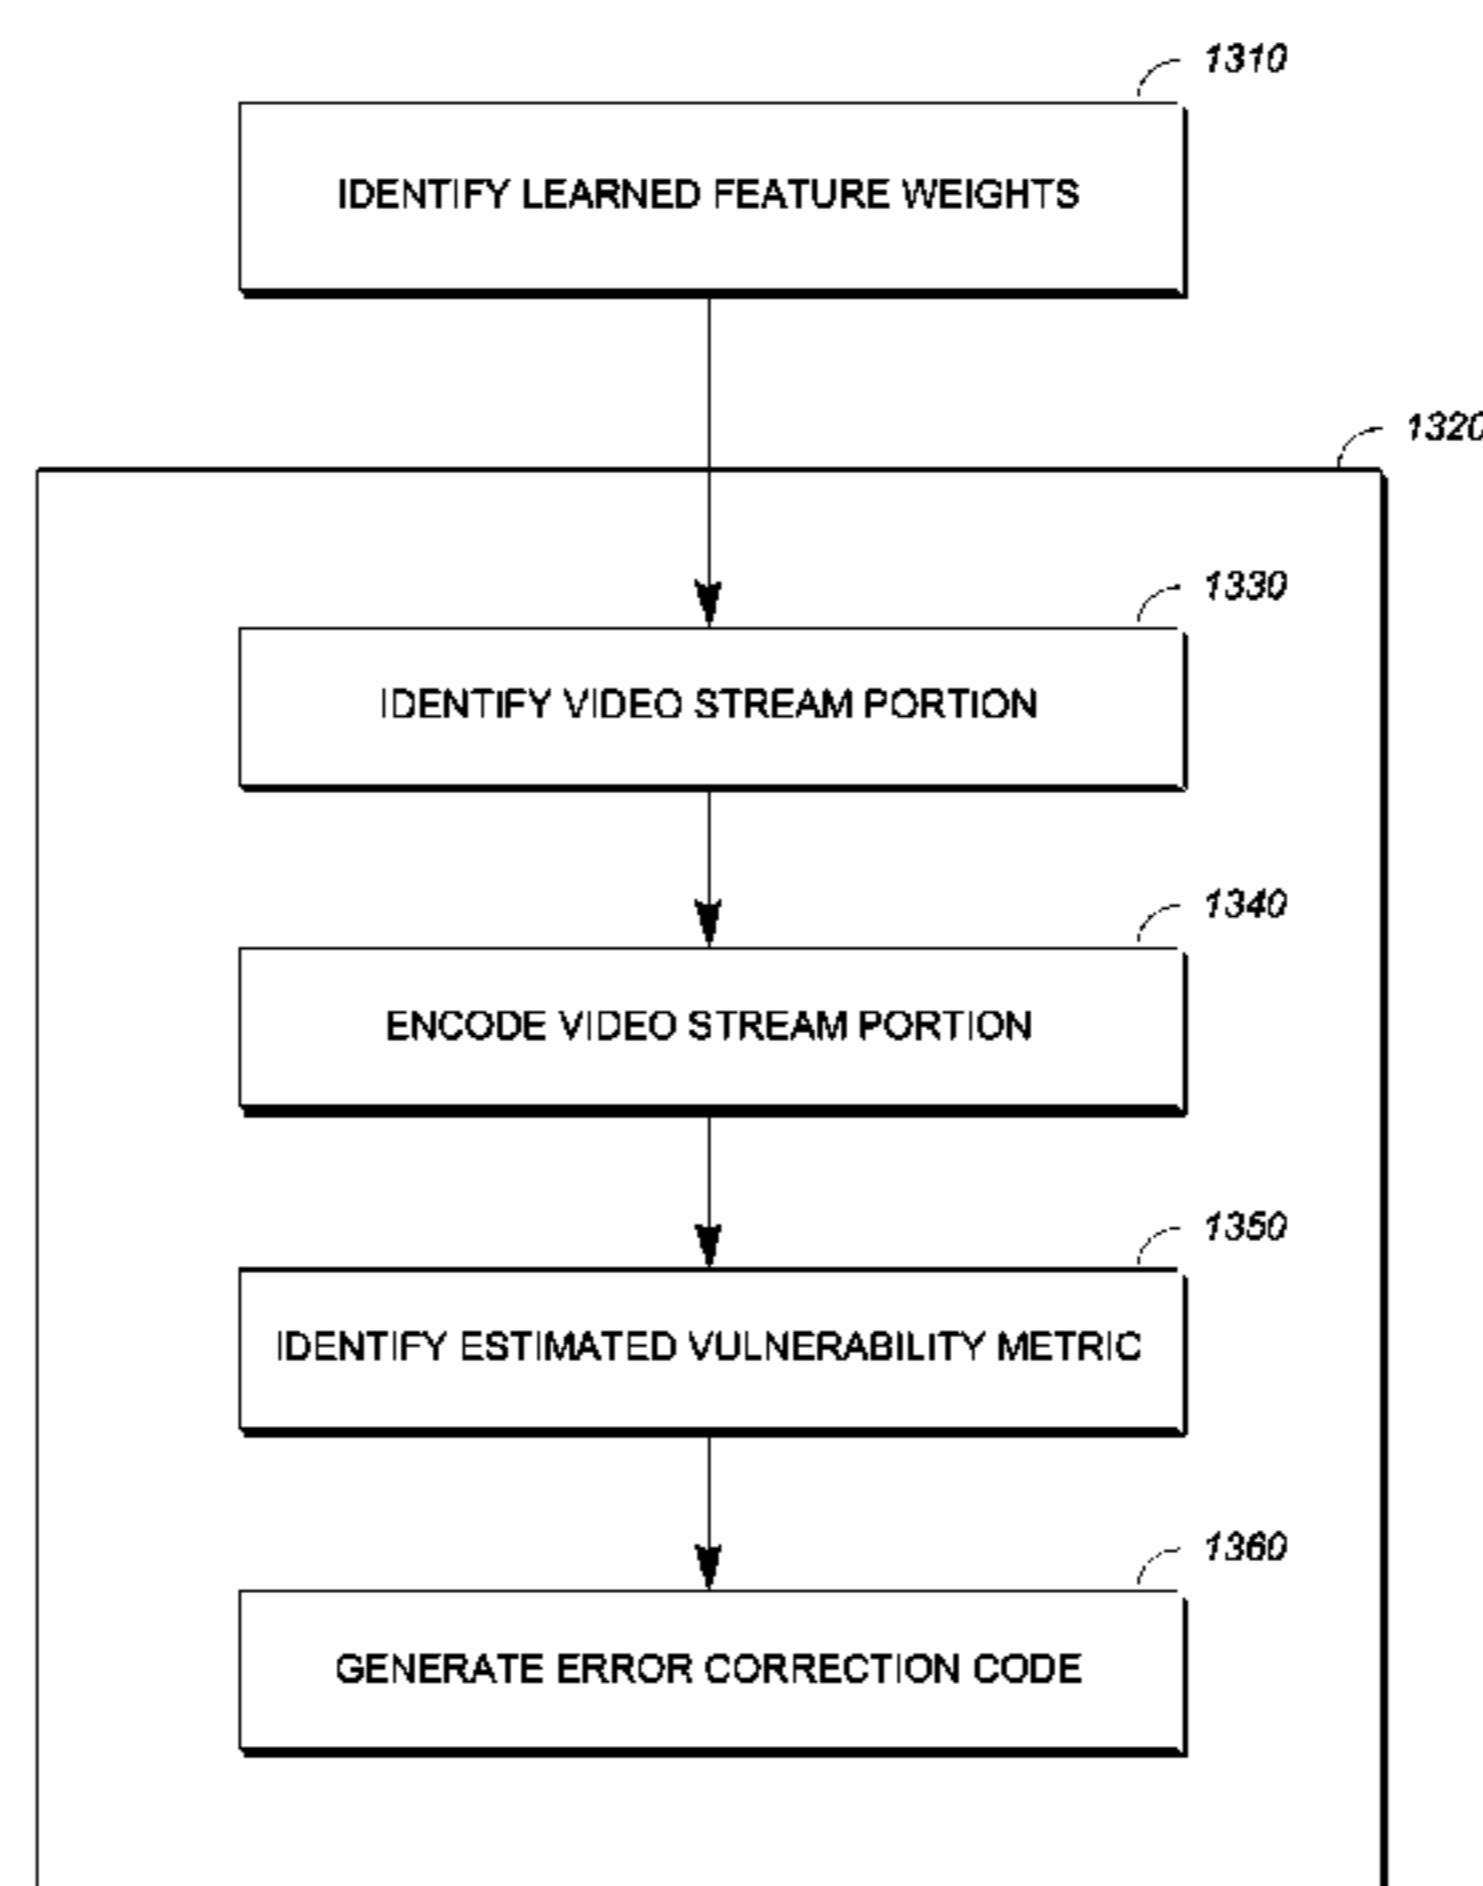 1310
IDENTIFY LEARNED FEATURE WEIGHTS
1320
1330
IDENTIFY VIDEO STREAM PORTION
1340
ENCODE VIDEO STREAM PORTION
1350
IDENTIFY ESTIMATED VULNERABILITY METRIC
1360
GENERATE ERROR CORRECTION CODE